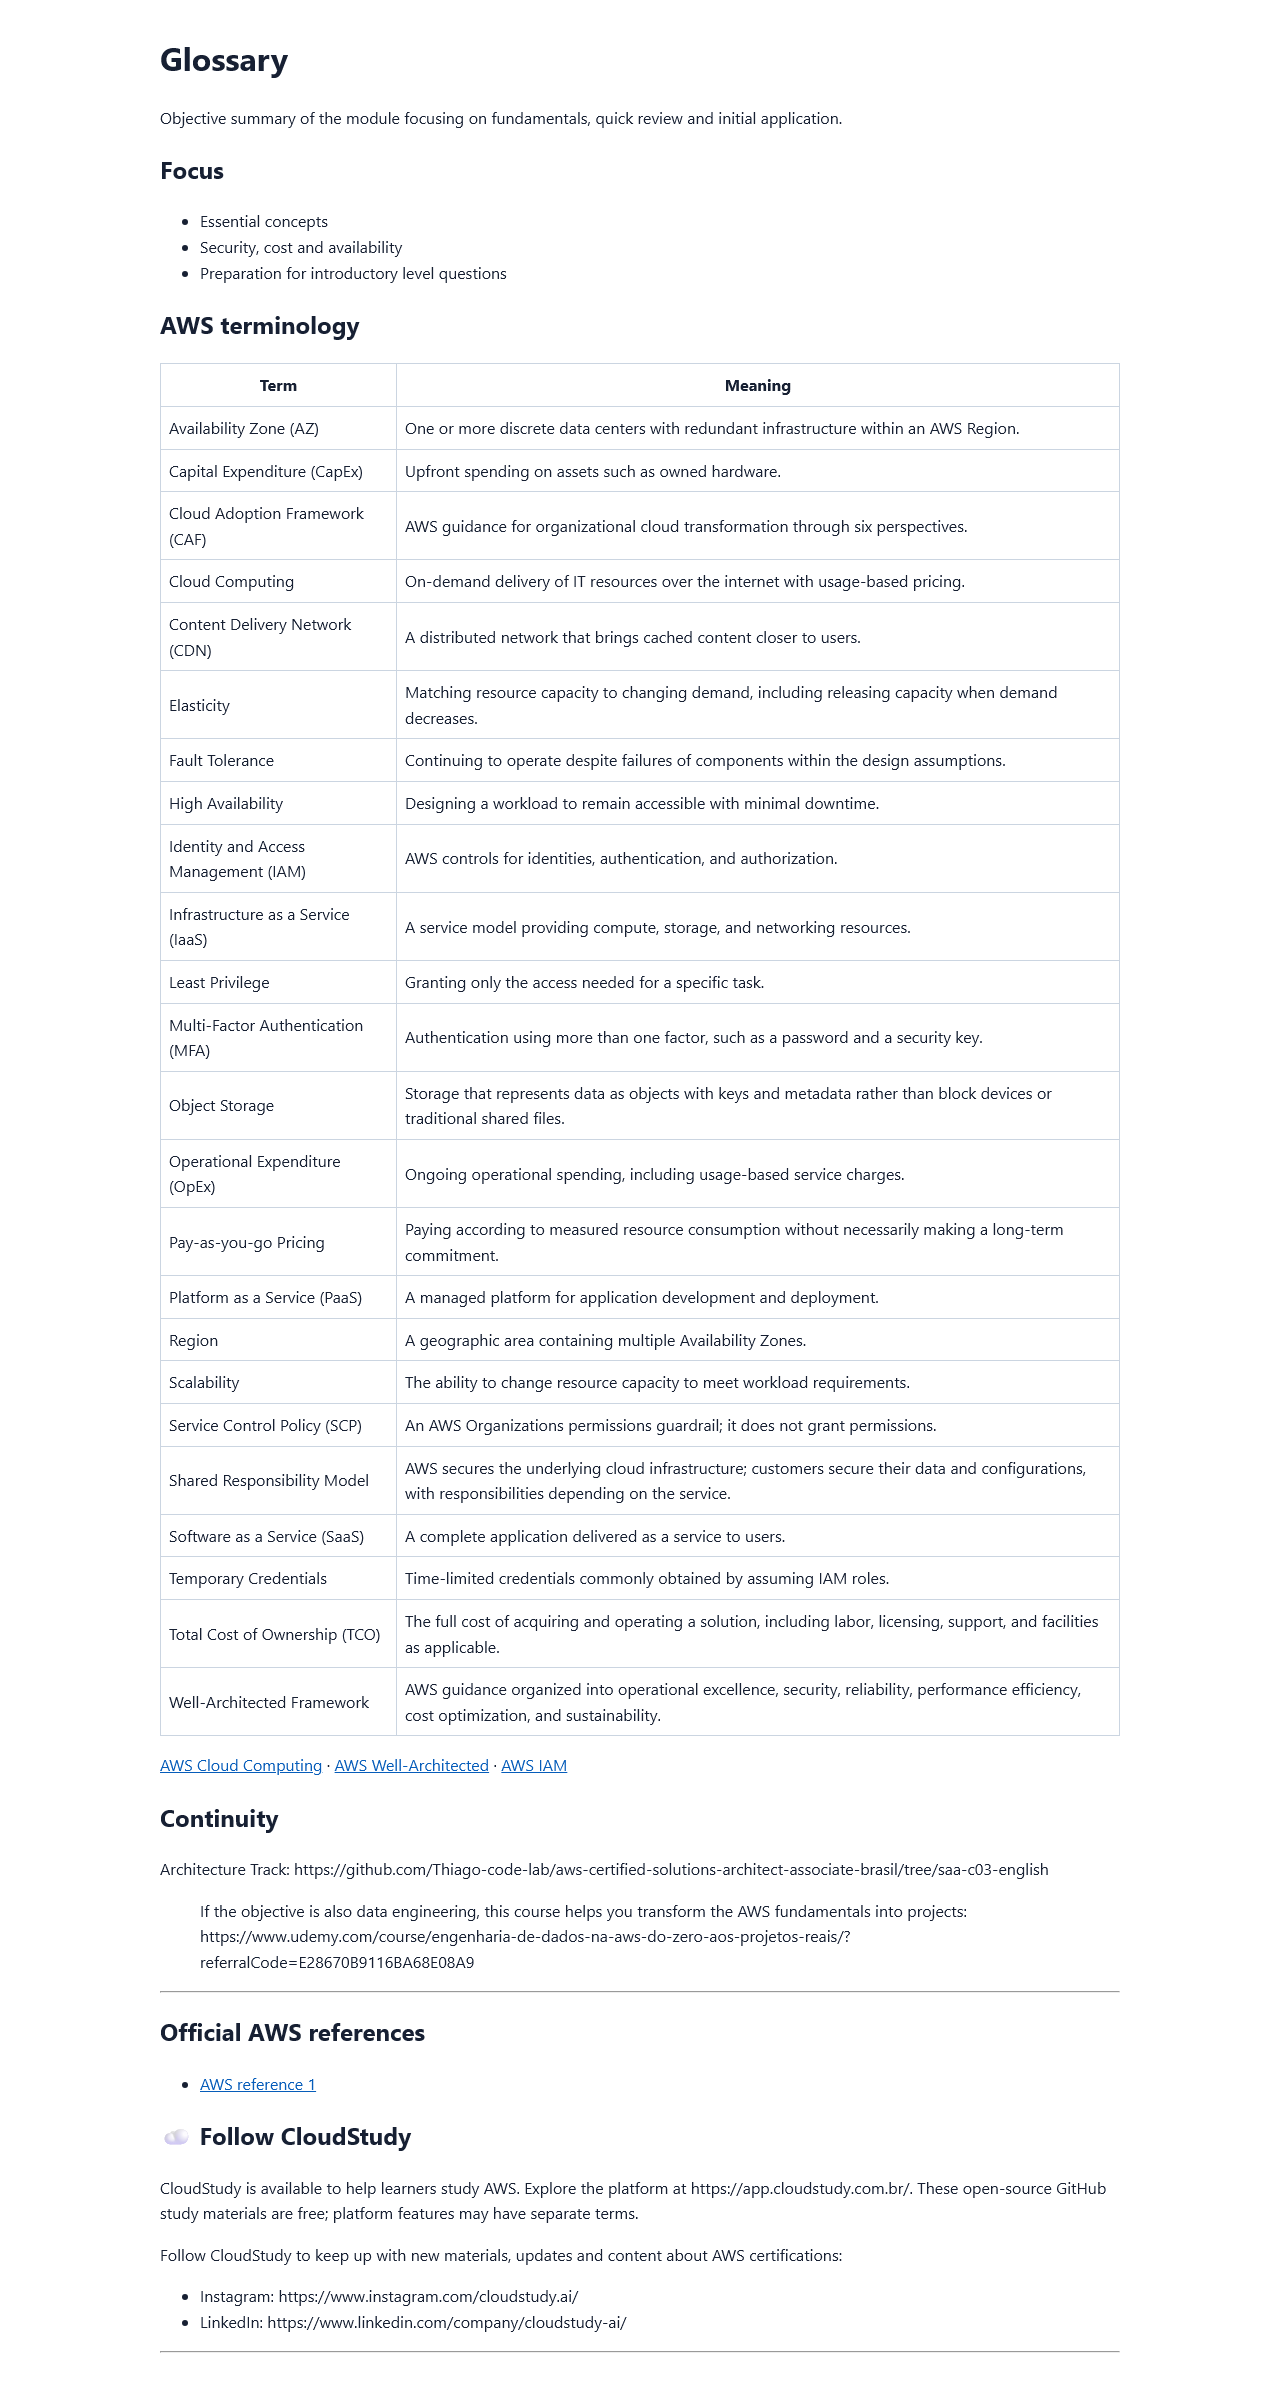 Glossary
Objective summary of the module focusing on fundamentals, quick review and initial application.
Focus
Essential concepts
Security, cost and availability
Preparation for introductory level questions
AWS terminology
Term Meaning
Availability Zone (AZ) One or more discrete data centers with redundant infrastructure within an AWS Region.
Capital Expenditure (CapEx) Upfront spending on assets such as owned hardware.
Cloud Adoption Framework
(CAF)
AWS guidance for organizational cloud transformation through six perspectives.
Cloud Computing On-demand delivery of IT resources over the internet with usage-based pricing.
Content Delivery Network
(CDN)
A distributed network that brings cached content closer to users.
Elasticity
Matching resource capacity to changing demand, including releasing capacity when demand
decreases.
Fault Tolerance Continuing to operate despite failures of components within the design assumptions.
High Availability Designing a workload to remain accessible with minimal downtime.
Identity and Access
Management (IAM)
AWS controls for identities, authentication, and authorization.
Infrastructure as a Service
(IaaS)
A service model providing compute, storage, and networking resources.
Least Privilege Granting only the access needed for a specific task.
Multi-Factor Authentication
(MFA)
Authentication using more than one factor, such as a password and a security key.
Object Storage
Storage that represents data as objects with keys and metadata rather than block devices or
traditional shared files.
Operational Expenditure
(OpEx)
Ongoing operational spending, including usage-based service charges.
Pay-as-you-go Pricing
Paying according to measured resource consumption without necessarily making a long-term
commitment.
Platform as a Service (PaaS) A managed platform for application development and deployment.
Region A geographic area containing multiple Availability Zones.
Scalability The ability to change resource capacity to meet workload requirements.
Service Control Policy (SCP) An AWS Organizations permissions guardrail; it does not grant permissions.
Shared Responsibility Model
AWS secures the underlying cloud infrastructure; customers secure their data and configurations,
with responsibilities depending on the service.
Software as a Service (SaaS) A complete application delivered as a service to users.
Temporary Credentials Time-limited credentials commonly obtained by assuming IAM roles.
Total Cost of Ownership (TCO)
The full cost of acquiring and operating a solution, including labor, licensing, support, and facilities
as applicable.
Well-Architected Framework
AWS guidance organized into operational excellence, security, reliability, performance efficiency,
cost optimization, and sustainability.
AWS Cloud Computing · AWS Well-Architected · AWS IAM
Continuity
Architecture Track: https://github.com/Thiago-code-lab/aws-certified-solutions-architect-associate-brasil/tree/saa-c03-english
If the objective is also data engineering, this course helps you transform the AWS fundamentals into projects:
https://www.udemy.com/course/engenharia-de-dados-na-aws-do-zero-aos-projetos-reais/?
referralCode=E28670B9116BA68E08A9
Official AWS references
AWS reference 1
Follow CloudStudy
CloudStudy is available to help learners study AWS. Explore the platform at https://app.cloudstudy.com.br/. These open-source GitHub
study materials are free; platform features may have separate terms.
Follow CloudStudy to keep up with new materials, updates and content about AWS certifications:
Instagram: https://www.instagram.com/cloudstudy.ai/
LinkedIn: https://www.linkedin.com/company/cloudstudy-ai/